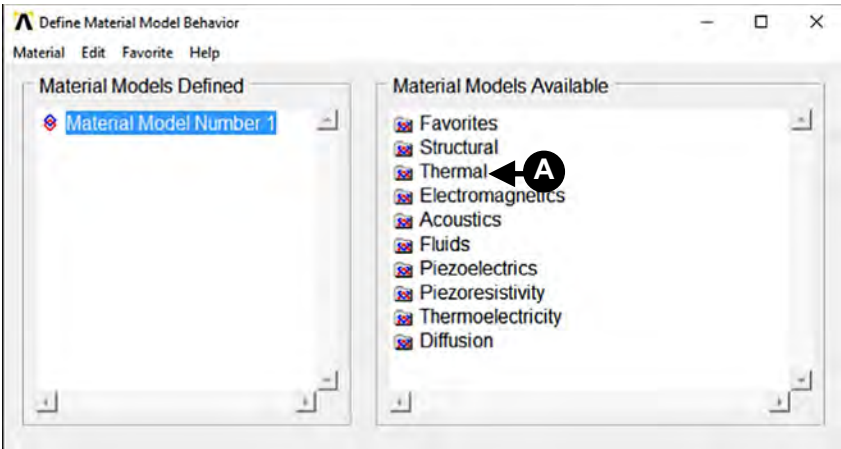 Define Material Model Behavior
Material Edit Favorite Help
Material Models Defined
Material Model Number 1
Material Models Available
Favorites
Structural
Thermal
A
Electromagnetics
Acoustics
Fluids
Piezoelectrics
Piezoresistivity
Thermoelectricity
Diffusion